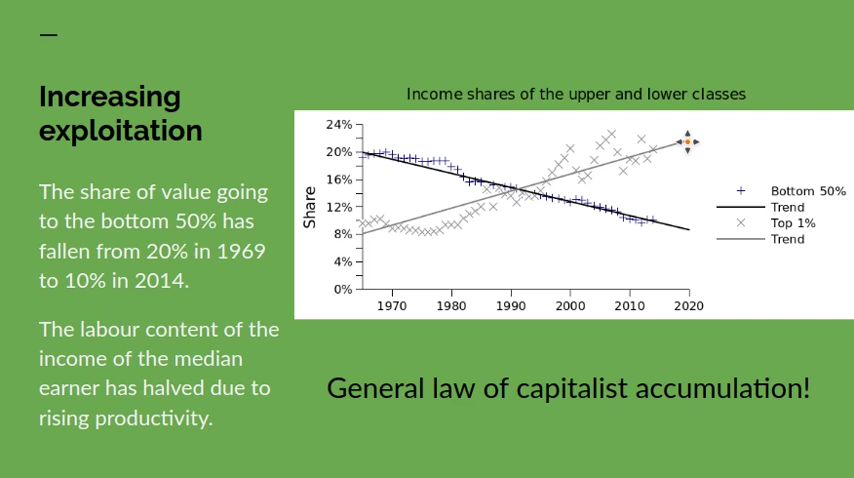 Increasing
exploitation
The share of value going
to the bottom 50% has
fallen from 20% in 1969
to 10% in 2014.
The labour content of the
income of the median
earner has halved due to
rising productivity.
Income shares of the upper and lower classes
24%
20%
16%
12%
8%
4%
0%
Share
1970 1980 1990 2000 2010 2020
Bottom 50%
Trend
Top 1%
Trend
General law of capitalist accumulation!